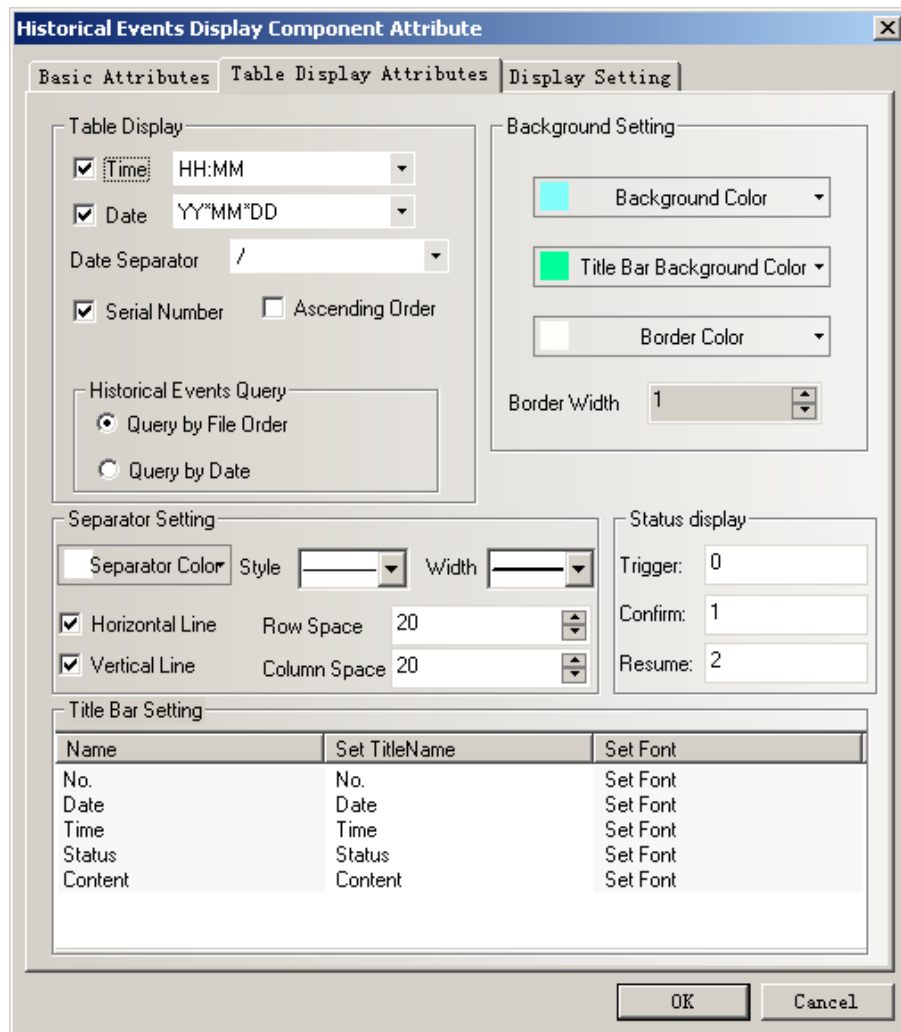 Historical Events Display Component Attribute
Basic Attributes
Table Display Attributes
Display Setting
Table Display
Time HH:MM
Date YY*MM*DD
Date Separator /
Serial Number Ascending Order
Historical Events Query
Query by File Order
Query by Date
Background Setting
Background Color
Title Bar Background Color
Border Color
Border Width 1
Separator Setting
Separator Color Style Width
Horizontal Line Row Space 20
Vertical Line Column Space 20
Status display
Trigger: 0
Confirm: 1
Resume: 2
Title Bar Setting
Name Set TitleName Set Font
No. No. Set Font
Date Date Set Font
Time Time Set Font
Status Status Set Font
Content Content Set Font
OK Cancel